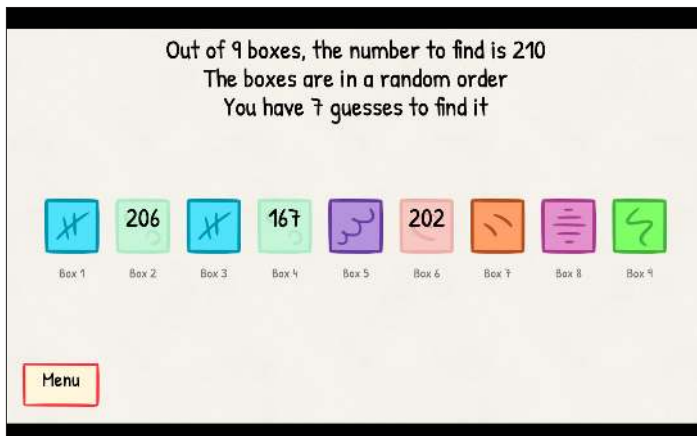 Out of 9 boxes, the number to find is 210
The boxes are in a random order
You have 7 guesses to find it
206 167 202
Box 1 Box 2 Box 3 Box 4 Box 5 Box 6 Box 7 Box 8 Box 9
Menu